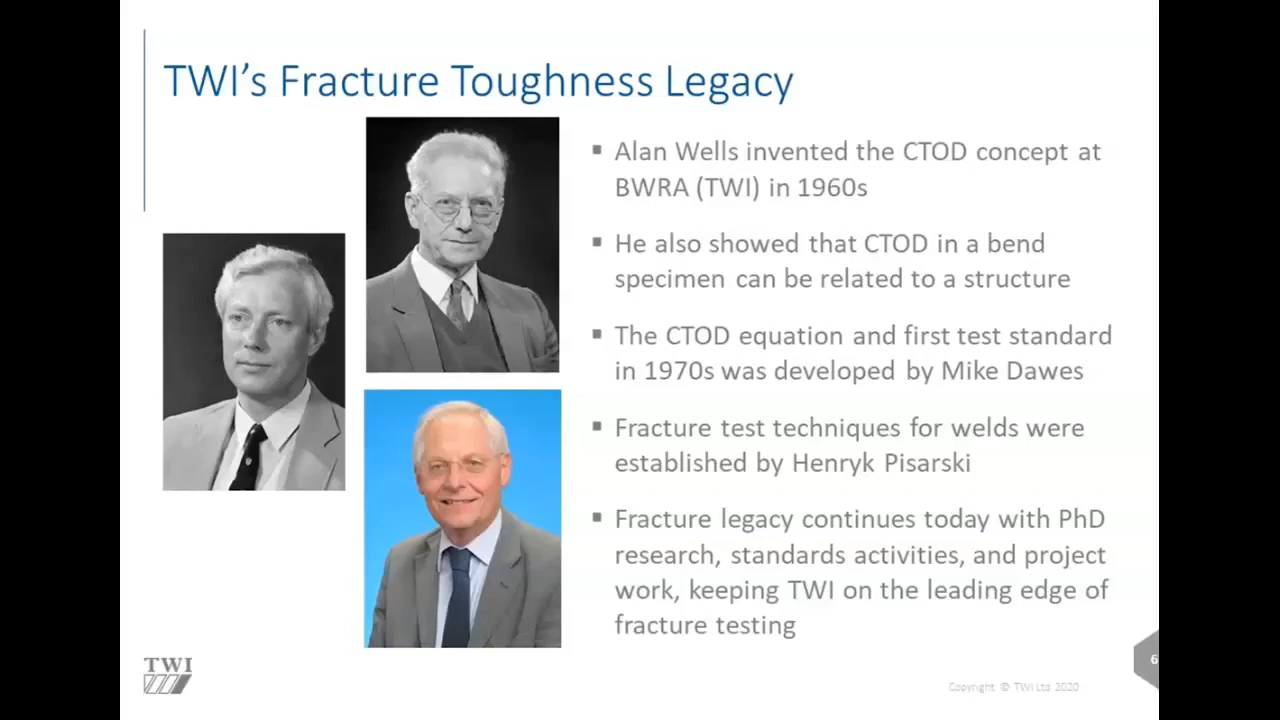 TWI's Fracture Toughness Legacy
▪ Alan Wells invented the CTOD concept at
BWRA (TWI) in 1960s
▪ He also showed that CTOD in a bend
specimen can be related to a structure
▪ The CTOD equation and first test standard
in 1970s was developed by Mike Dawes
▪ Fracture test techniques for welds were
established by Henryk Pisarski
▪ Fracture legacy continues today with PhD
research, standards activities, and project
work, keeping TWI on the leading edge of
fracture testing
TWI
Copyright © TWI Ltd 2020
6